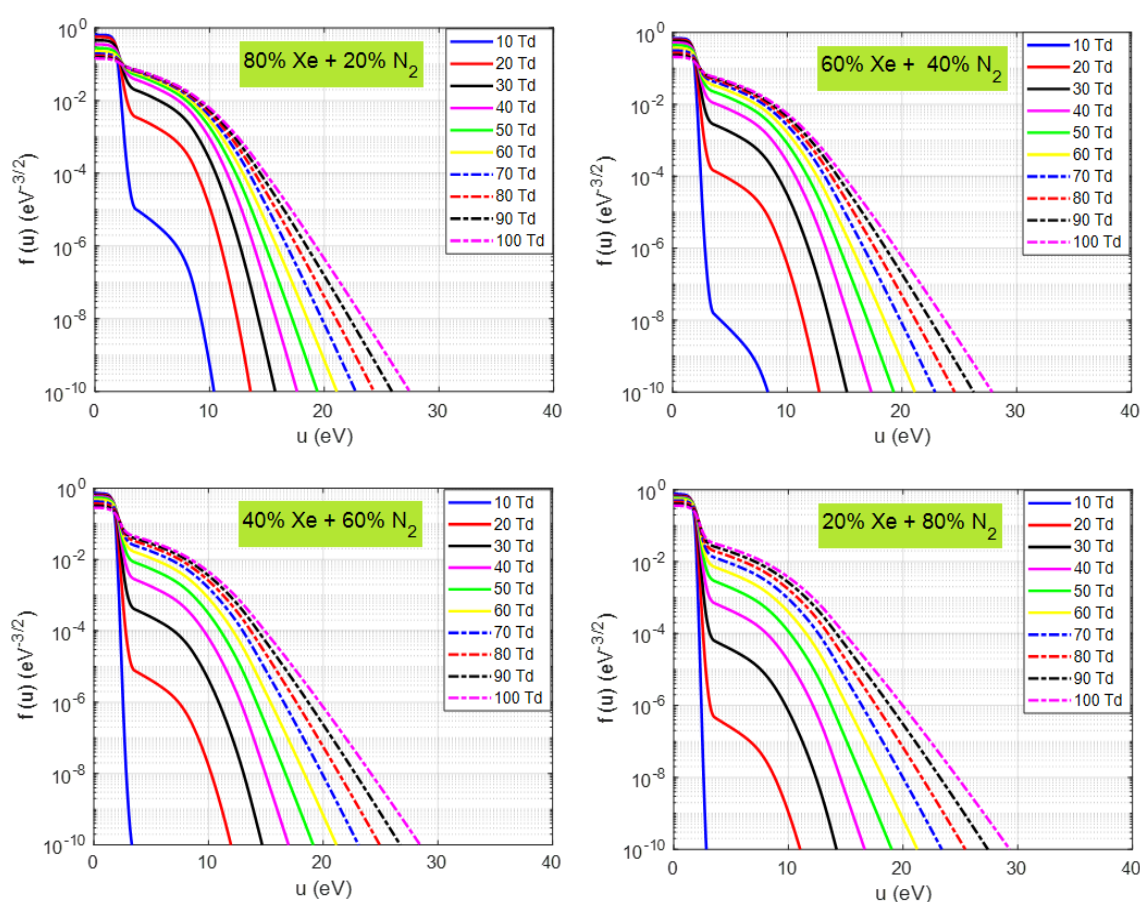 80% Xe + 20% N2
10 Td
20 Td
30 Td
40 Td
50 Td
60 Td
70 Td
80 Td
90 Td
100 Td
10^0
10^-2
10^-4
10^-6
10^-8
10^-10
f (u) (eV^-3/2)
0 10 20 30 40
u (eV)
60% Xe + 40% N2
10 Td
20 Td
30 Td
40 Td
50 Td
60 Td
70 Td
80 Td
90 Td
100 Td
10^0
10^-2
10^-4
10^-6
10^-8
10^-10
f (u) (eV^-3/2)
0 10 20 30 40
u (eV)
40% Xe + 60% N2
10 Td
20 Td
30 Td
40 Td
50 Td
60 Td
70 Td
80 Td
90 Td
100 Td
10^0
10^-2
10^-4
10^-6
10^-8
10^-10
f (u) (eV^-3/2)
0 10 20 30 40
u (eV)
20% Xe + 80% N2
10 Td
20 Td
30 Td
40 Td
50 Td
60 Td
70 Td
80 Td
90 Td
100 Td
10^0
10^-2
10^-4
10^-6
10^-8
10^-10
f (u) (eV^-3/2)
0 10 20 30 40
u (eV)